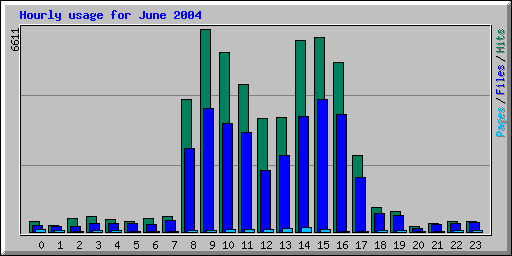 Hourly usage for June 2004
6611
Pages/Files/Hits
0 1 2 3 4 5 6 7 8 9 10 11 12 13 14 15 16 17 18 19 20 21 22 23